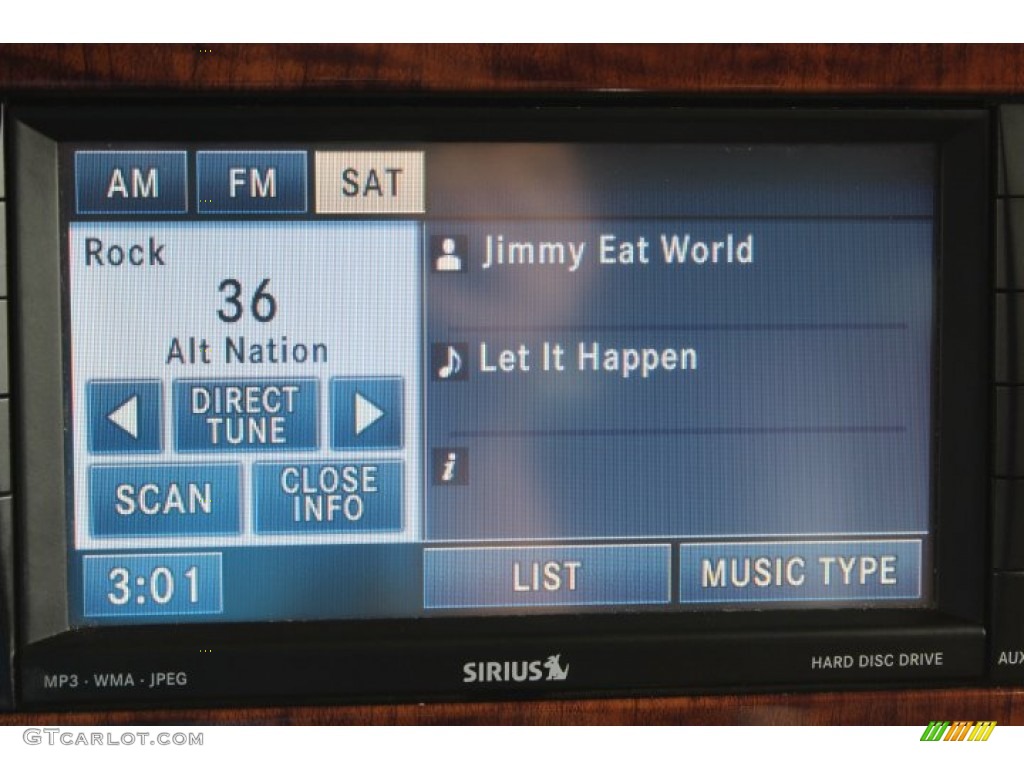 AM FM SAT
Rock
36
Alt Nation
DIRECT
TUNE
SCAN
CLOSE
INFO
Jimmy Eat World
Let It Happen
i
3:01
LIST
MUSIC TYPE
MP3 · WMA · JPEG
SIRIUS
HARD DISC DRIVE
AUX
GTcarlot.com